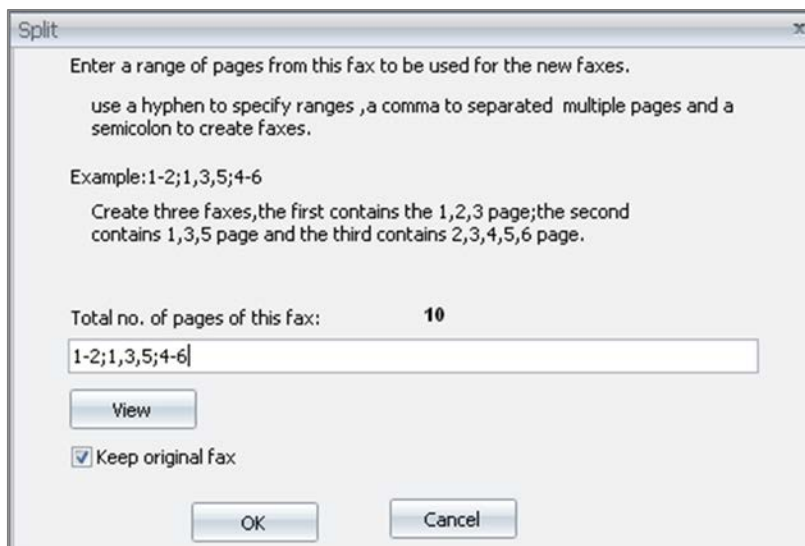 Split
Enter a range of pages from this fax to be used for the new faxes.
use a hyphen to specify ranges ,a comma to separated multiple pages and a
semicolon to create faxes.
Example:1-2;1,3,5;4-6
Create three faxes,the first contains the 1,2,3 page;the second
contains 1,3,5 page and the third contains 2,3,4,5,6 page.
Total no. of pages of this fax: 10
1-2;1,3,5;4-6
View
Keep original fax
OK Cancel